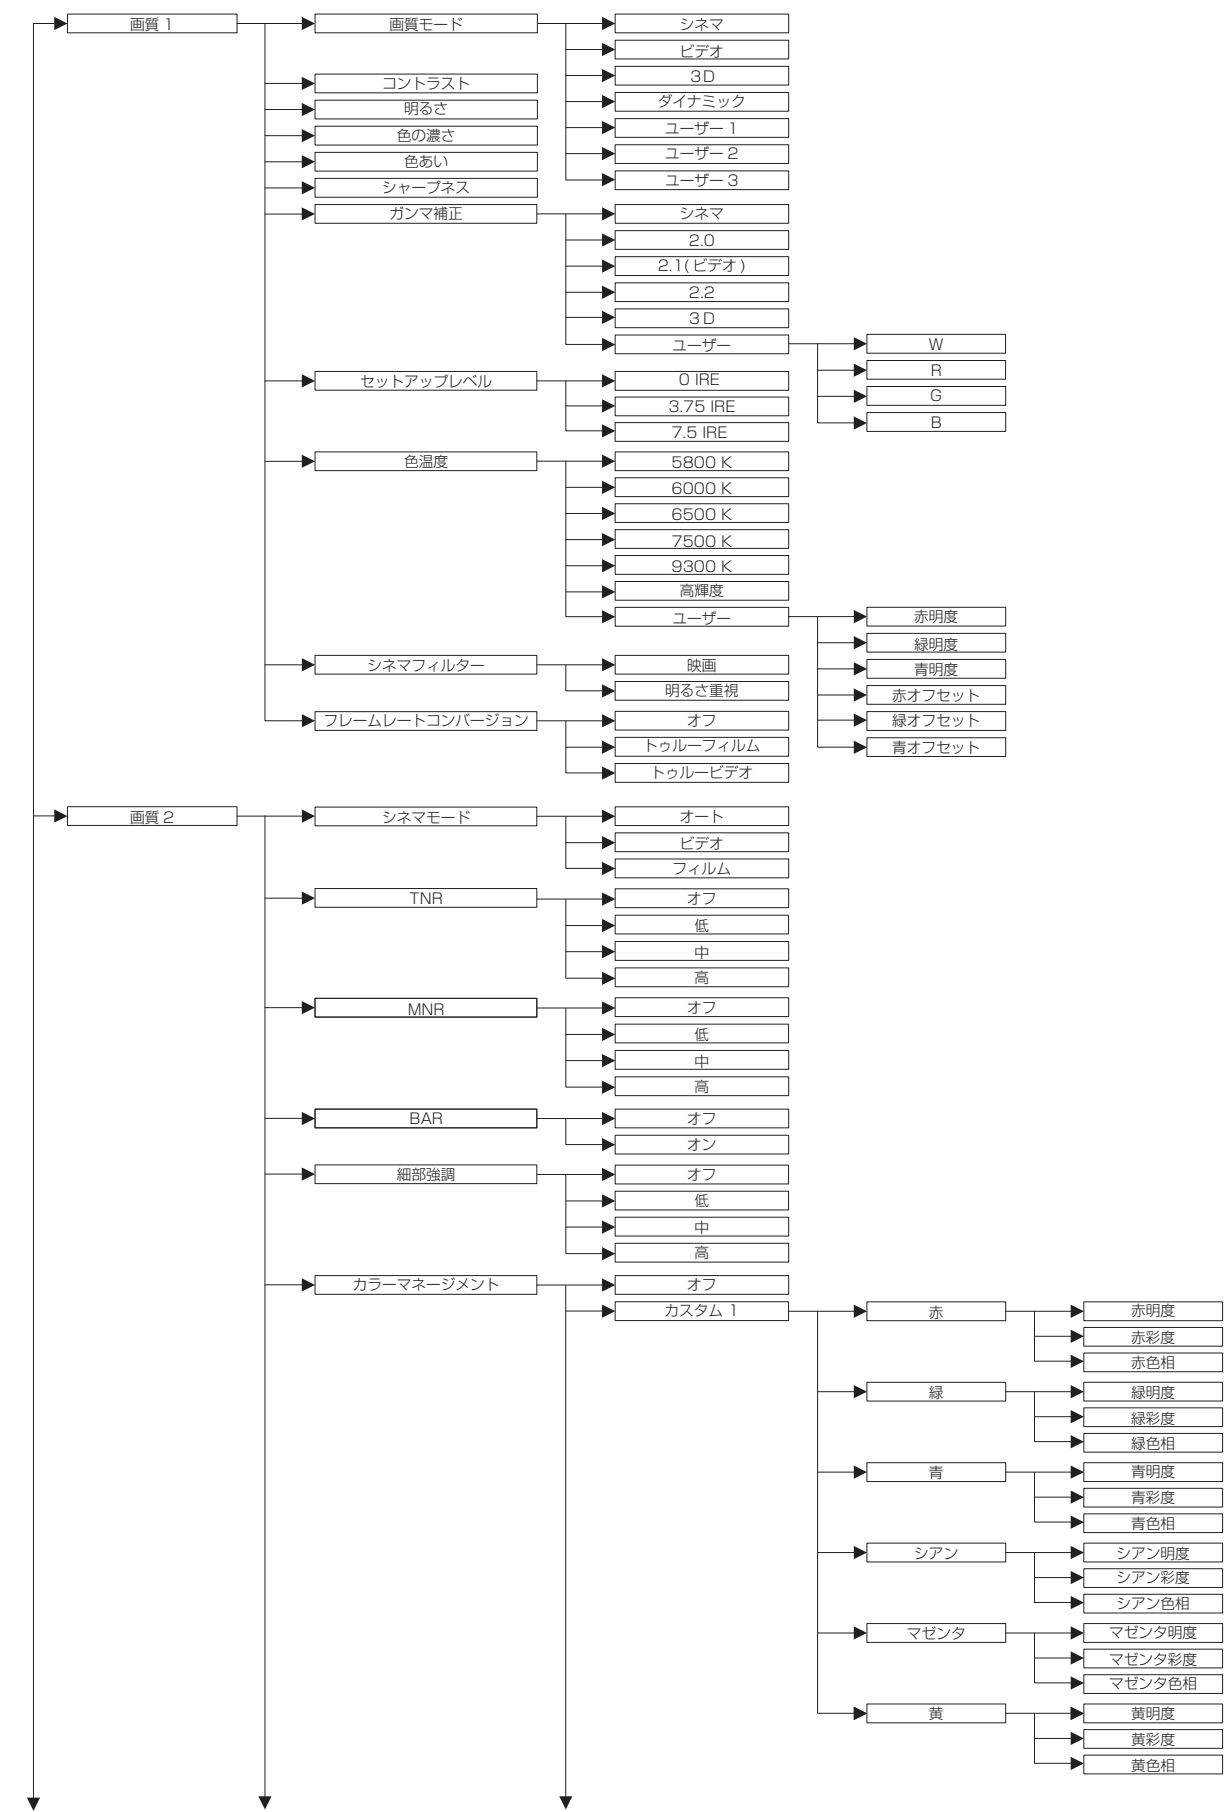 画質 1
画質モード
シネマ
ビデオ
3D
ダイナミック
ユーザー 1
ユーザー 2
ユーザー 3
コントラスト
明るさ
色の濃さ
色あい
シャープネス
ガンマ補正
シネマ
2.0
2.1(ビデオ)
2.2
3D
ユーザー
W
R
G
B
セットアップレベル
0 IRE
3.75 IRE
7.5 IRE
色温度
5800 K
6000 K
6500 K
7500 K
9300 K
高輝度
ユーザー
赤明度
緑明度
青明度
赤オフセット
緑オフセット
青オフセット
シネマフィルター
映画
明るさ重視
フレームレートコンバージョン
オフ
トゥルーフィルム
トゥルービデオ
画質 2
シネマモード
オート
ビデオ
フィルム
TNR
オフ
低
中
高
MNR
オフ
低
中
高
BAR
オフ
オン
細部強調
オフ
低
中
高
カラーマネージメント
オフ
カスタム 1
赤
赤明度
赤彩度
赤色相
緑
緑明度
緑彩度
緑色相
青
青明度
青彩度
青色相
シアン
シアン明度
シアン彩度
シアン色相
マゼンタ
マゼンタ明度
マゼンタ彩度
マゼンタ色相
黄
黄明度
黄彩度
黄色相